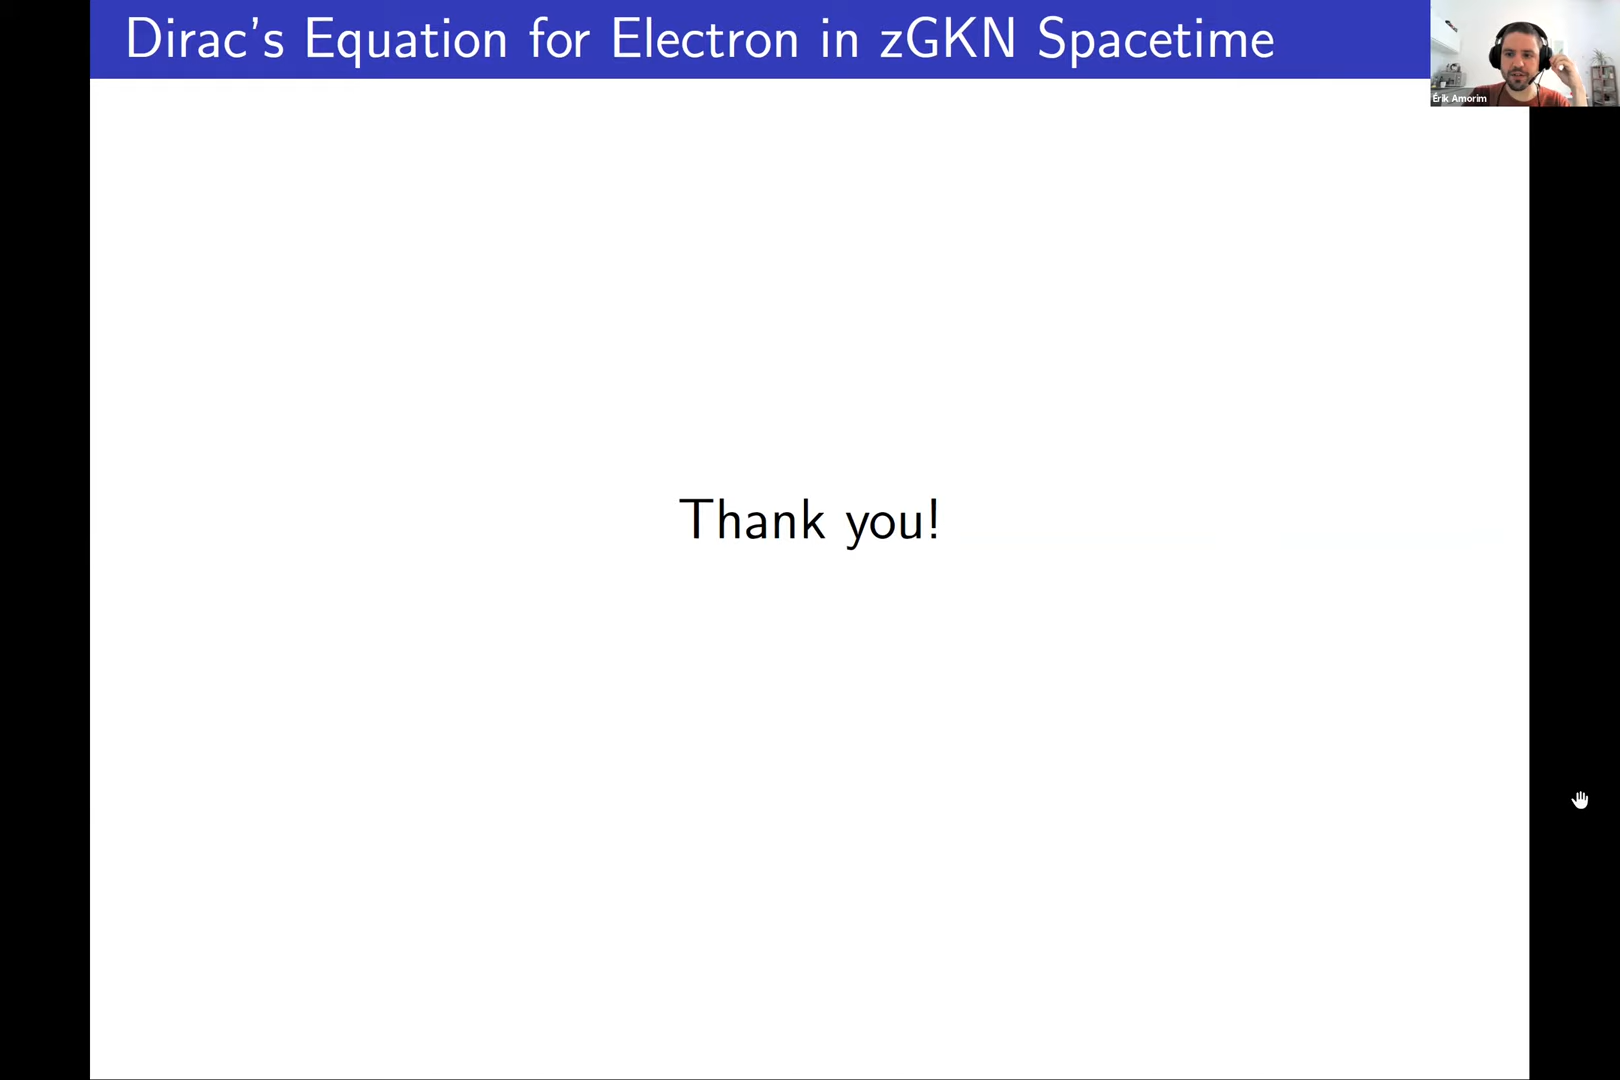 Dirac's Equation for Electron in zGKN Spacetime
Érik Amorim
Thank you!